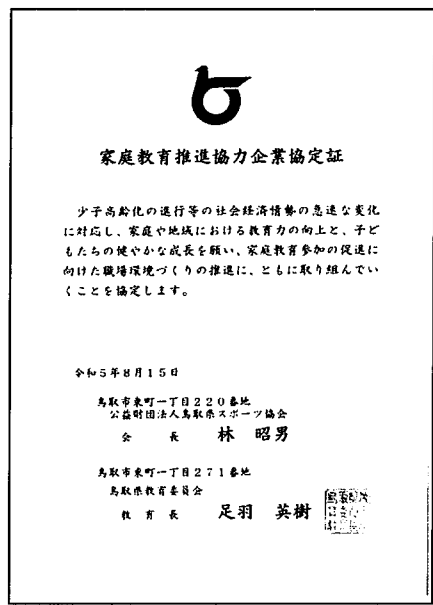 家庭教育推進協力企業協定証
少子高齢化の進行等の社会経済情勢の急速な変化
に対応し、家庭や地域における教育力の向上と、子ど
もたちの健やかな成長を願い、家庭教育参加の促進に
向けた職場環境づくりの推進に、ともに取り組んでい
くことを協定します。
令和5年8月15日
鳥取市東町一丁目220番地
公益財団法人鳥取県スポーツ協会
会 長 林 昭男
鳥取市東町一丁目271番地
鳥取県教育委員会
教 育 長 足羽 英樹